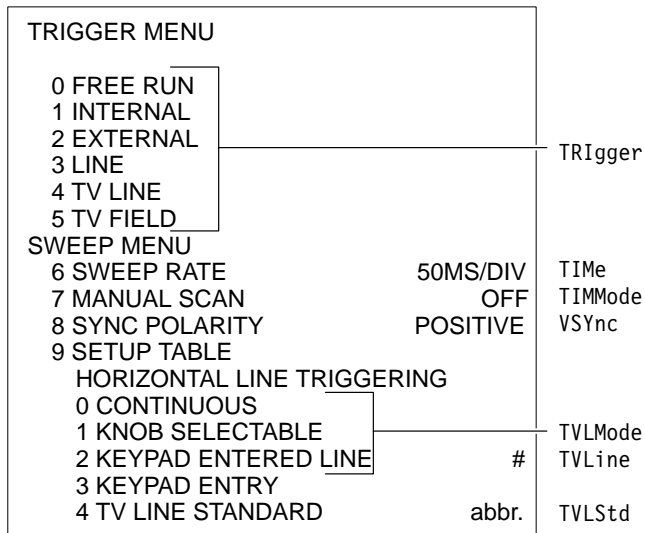 TRIGGER MENU
0 FREE RUN
1 INTERNAL
2 EXTERNAL
TRIgger
3 LINE
4 TV LINE
5 TV FIELD
SWEEP MENU
6 SWEEP RATE 50MS/DIV TIMe
7 MANUAL SCAN OFF TIMMode
8 SYNC POLARITY POSITIVE VSYnc
9 SETUP TABLE
HORIZONTAL LINE TRIGGERING
0 CONTINUOUS
1 KNOB SELECTABLE TVLMode
2 KEYPAD ENTERED LINE # TVLine
3 KEYPAD ENTRY
4 TV LINE STANDARD abbr. TVLStd